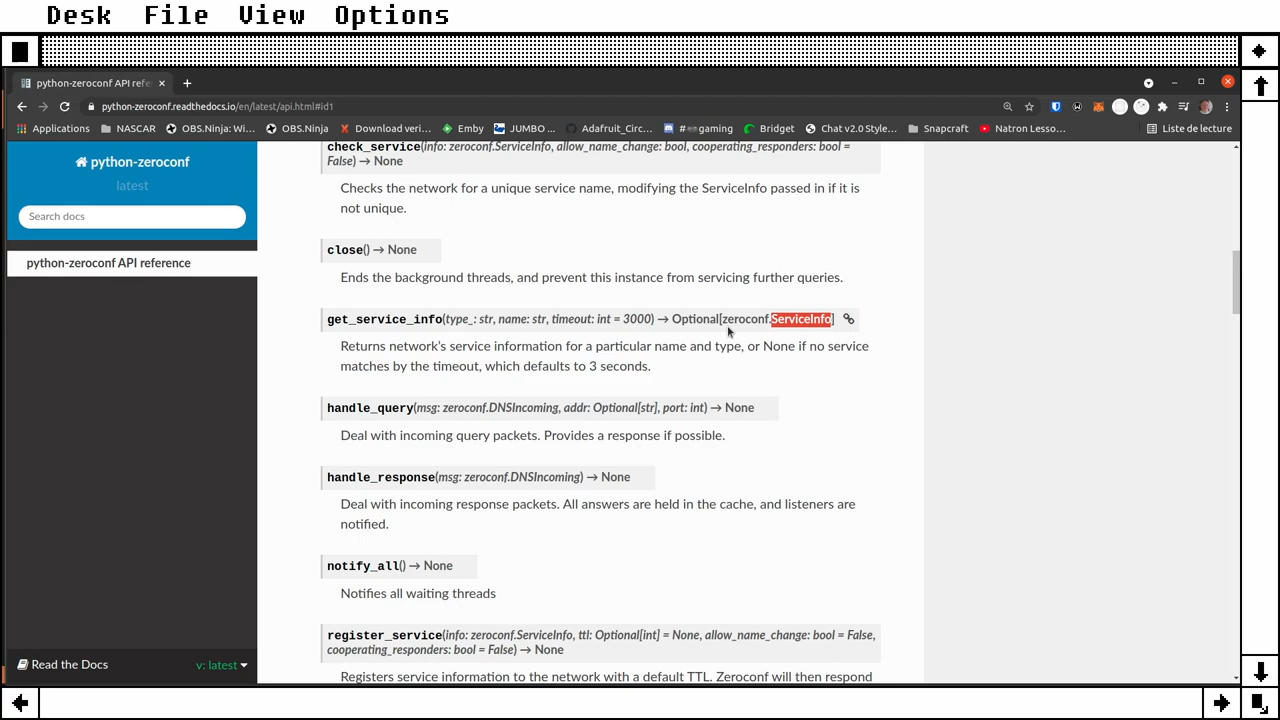 Desk File View Options
python-zeroconf API refe
python-zeroconf.readthedocs.io/en/latest/api.html#id1
Applications NASCAR OBS.Ninja: Wi... OBS.Ninja Download veri... Emby JUMBO ... Adafruit_Circ... Bridget Chat v2.0 Style... Snapcraft Natron Lesso... Liste de lecture
python-zeroconf
latest
Search docs
python-zeroconf API reference
Read the Docs v: latest
check_service(info: zeroconf.ServiceInfo, allow_name_change: bool, cooperating_responders: bool =
False) → None
Checks the network for a unique service name, modifying the ServiceInfo passed in if it is
not unique.
close() → None
Ends the background threads, and prevent this instance from servicing further queries.
get_service_info(type_: str, name: str, timeout: int = 3000) → Optional[zeroconf.ServiceInfo]
Returns network's service information for a particular name and type, or None if no service
matches by the timeout, which defaults to 3 seconds.
handle_query(msg: zeroconf.DNSIncoming, addr: Optional[str], port: int) → None
Deal with incoming query packets. Provides a response if possible.
handle_response(msg: zeroconf.DNSIncoming) → None
Deal with incoming response packets. All answers are held in the cache, and listeners are
notified.
notify_all() → None
Notifies all waiting threads
register_service(info: zeroconf.ServiceInfo, ttl: Optional[int] = None, allow_name_change: bool = False,
cooperating_responders: bool = False) → None
Registers service information to the network with a default TTL. Zeroconf will then respond